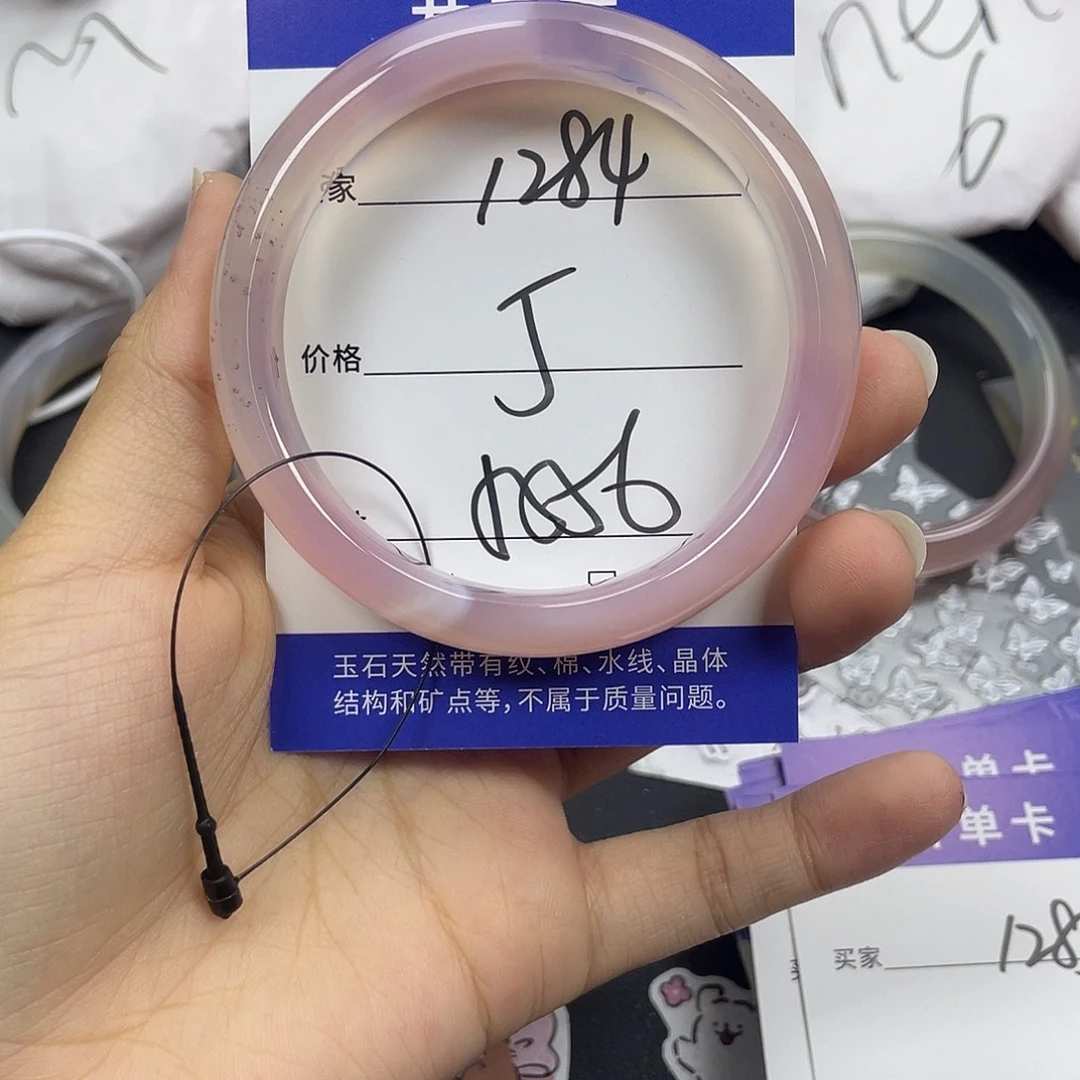 家 1284
价格 J
玉石天然带有纹、棉、水线、晶体
结构和矿点等，不属于质量问题。
单卡
单卡
买家 128
6